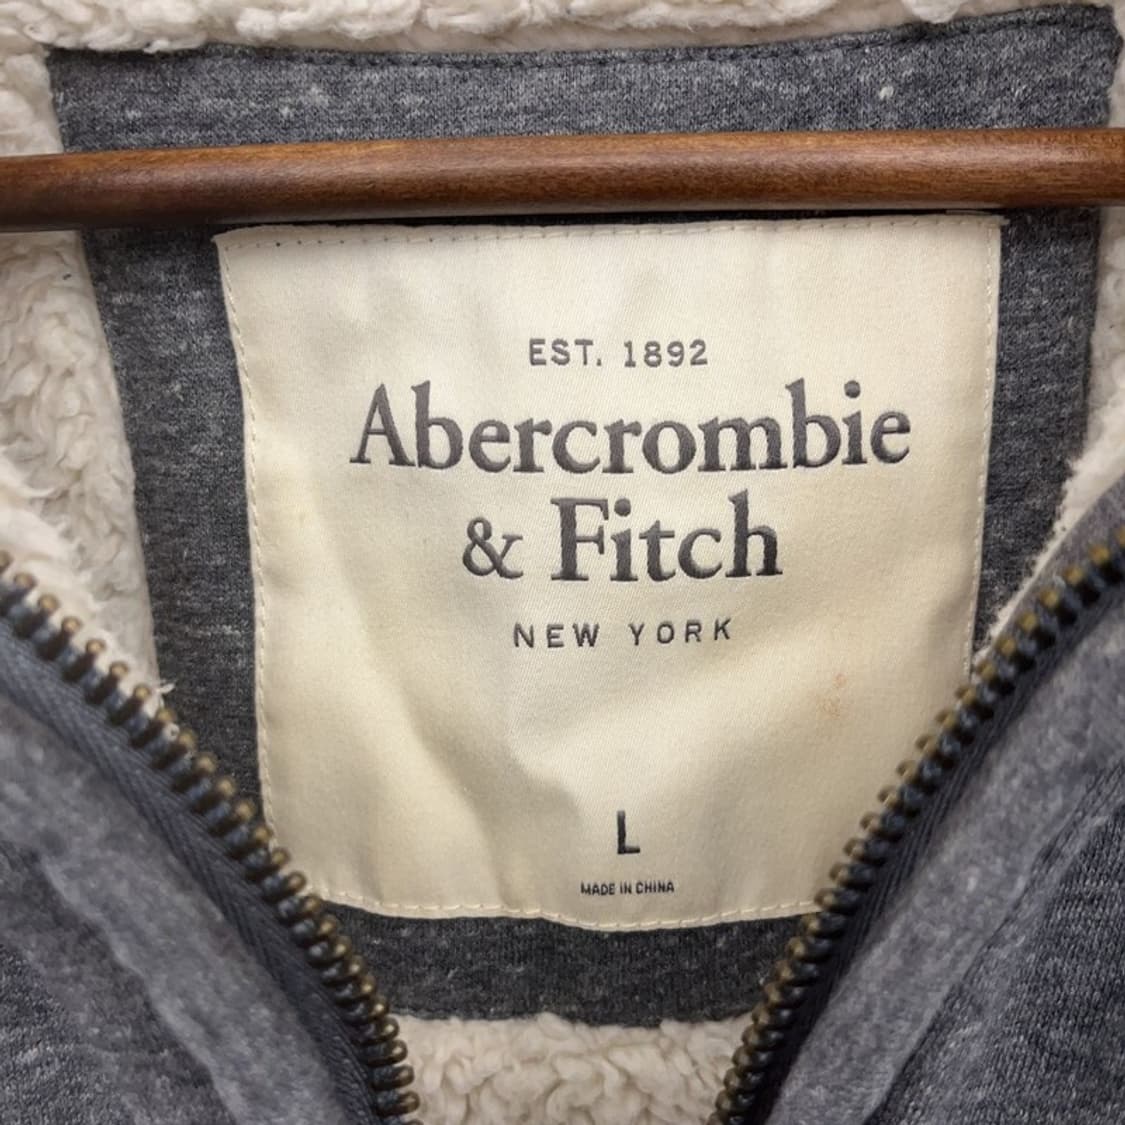 EST. 1892
Abercrombie
& Fitch
NEW YORK
L
MADE IN CHINA